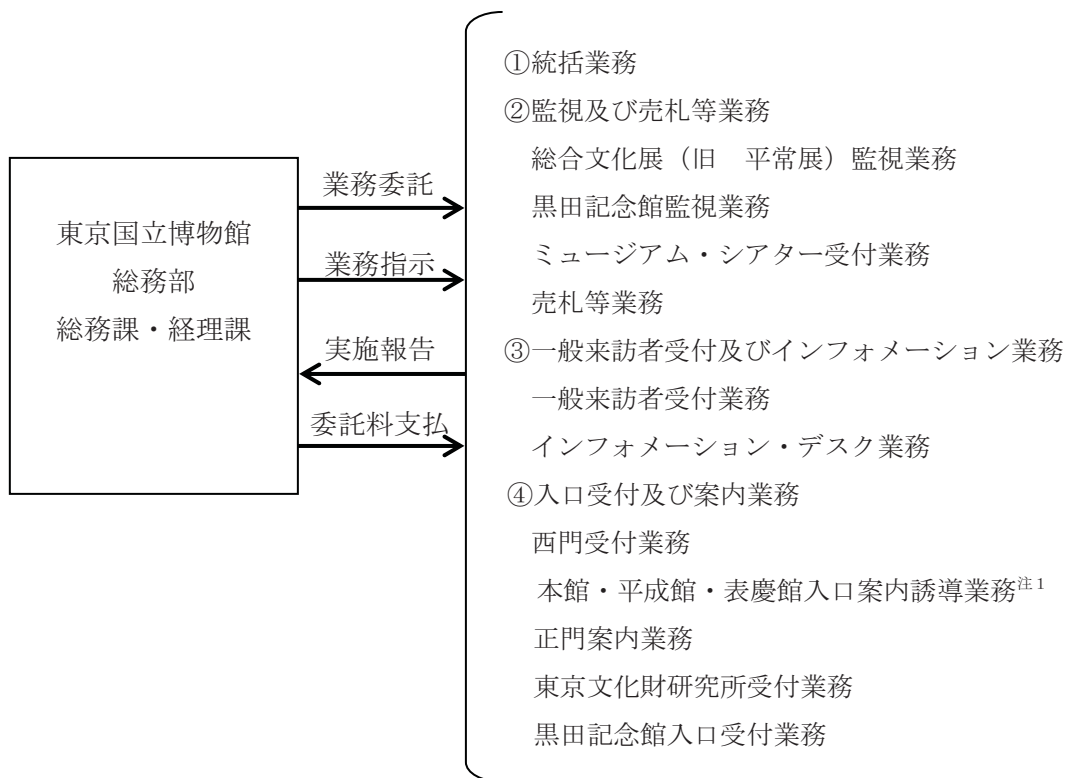 東京国立博物館
総務部
総務課・経理課
業務委託
業務指示
実施報告
委託料支払
①統括業務
②監視及び売札等業務
総合文化展（旧　平常展）監視業務
黒田記念館監視業務
ミュージアム・シアター受付業務
売札等業務
③一般来訪者受付及びインフォメーション業務
一般来訪者受付業務
インフォメーション・デスク業務
④入口受付及び案内業務
西門受付業務
本館・平成館・表慶館入口案内誘導業務注１
正門案内業務
東京文化財研究所受付業務
黒田記念館入口受付業務